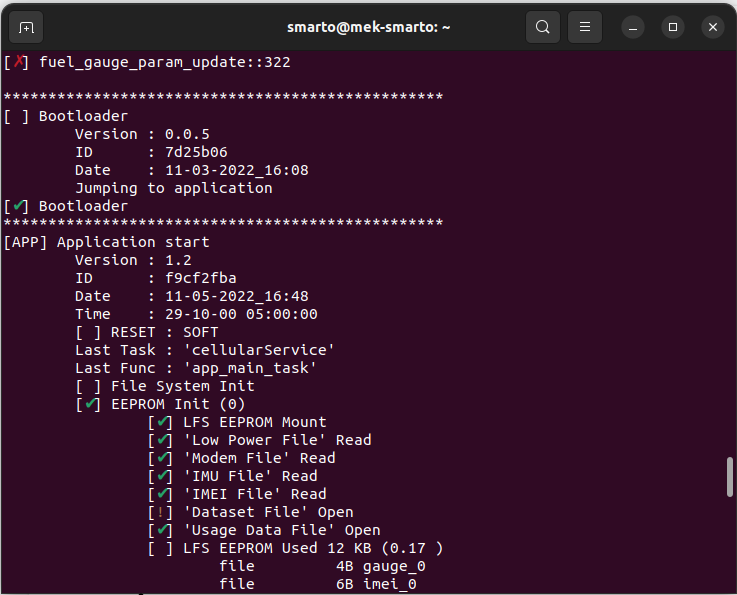 smarto@mek-smarto: ~
[✗] fuel_gauge_param_update::322
*************************************************
[ ] Bootloader
Version : 0.0.5
ID : 7d25b06
Date : 11-03-2022_16:08
Jumping to application
[✔] Bootloader
*************************************************
[APP] Application start
Version : 1.2
ID : f9cf2fba
Date : 11-05-2022_16:48
Time : 29-10-00 05:00:00
[ ] RESET : SOFT
Last Task : 'cellularService'
Last Func : 'app_main_task'
[ ] File System Init
[✔] EEPROM Init (0)
[✔] LFS EEPROM Mount
[✔] 'Low Power File' Read
[✔] 'Modem File' Read
[✔] 'IMU File' Read
[✔] 'IMEI File' Read
[!] 'Dataset File' Open
[✔] 'Usage Data File' Open
[ ] LFS EEPROM Used 12 KB (0.17 )
file 4B gauge_0
file 6B imei_0